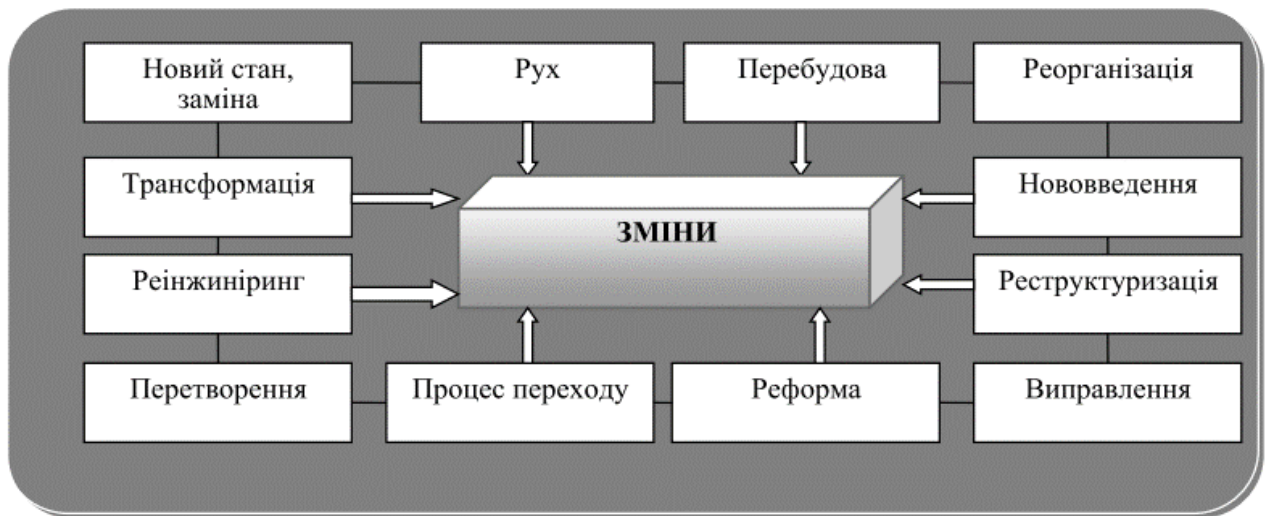 Новий стан,
заміна
Рух
Перебудова
Реорганізація
Трансформація
Нововведення
ЗМІНИ
Реінжиніринг
Реструктуризація
Перетворення
Процес переходу
Реформа
Виправлення